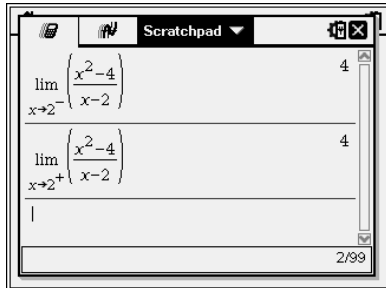 Scratchpad
lim x→2⁻ ( (x²−4)/(x−2) ) 4
lim x→2⁺ ( (x²−4)/(x−2) ) 4
2/99